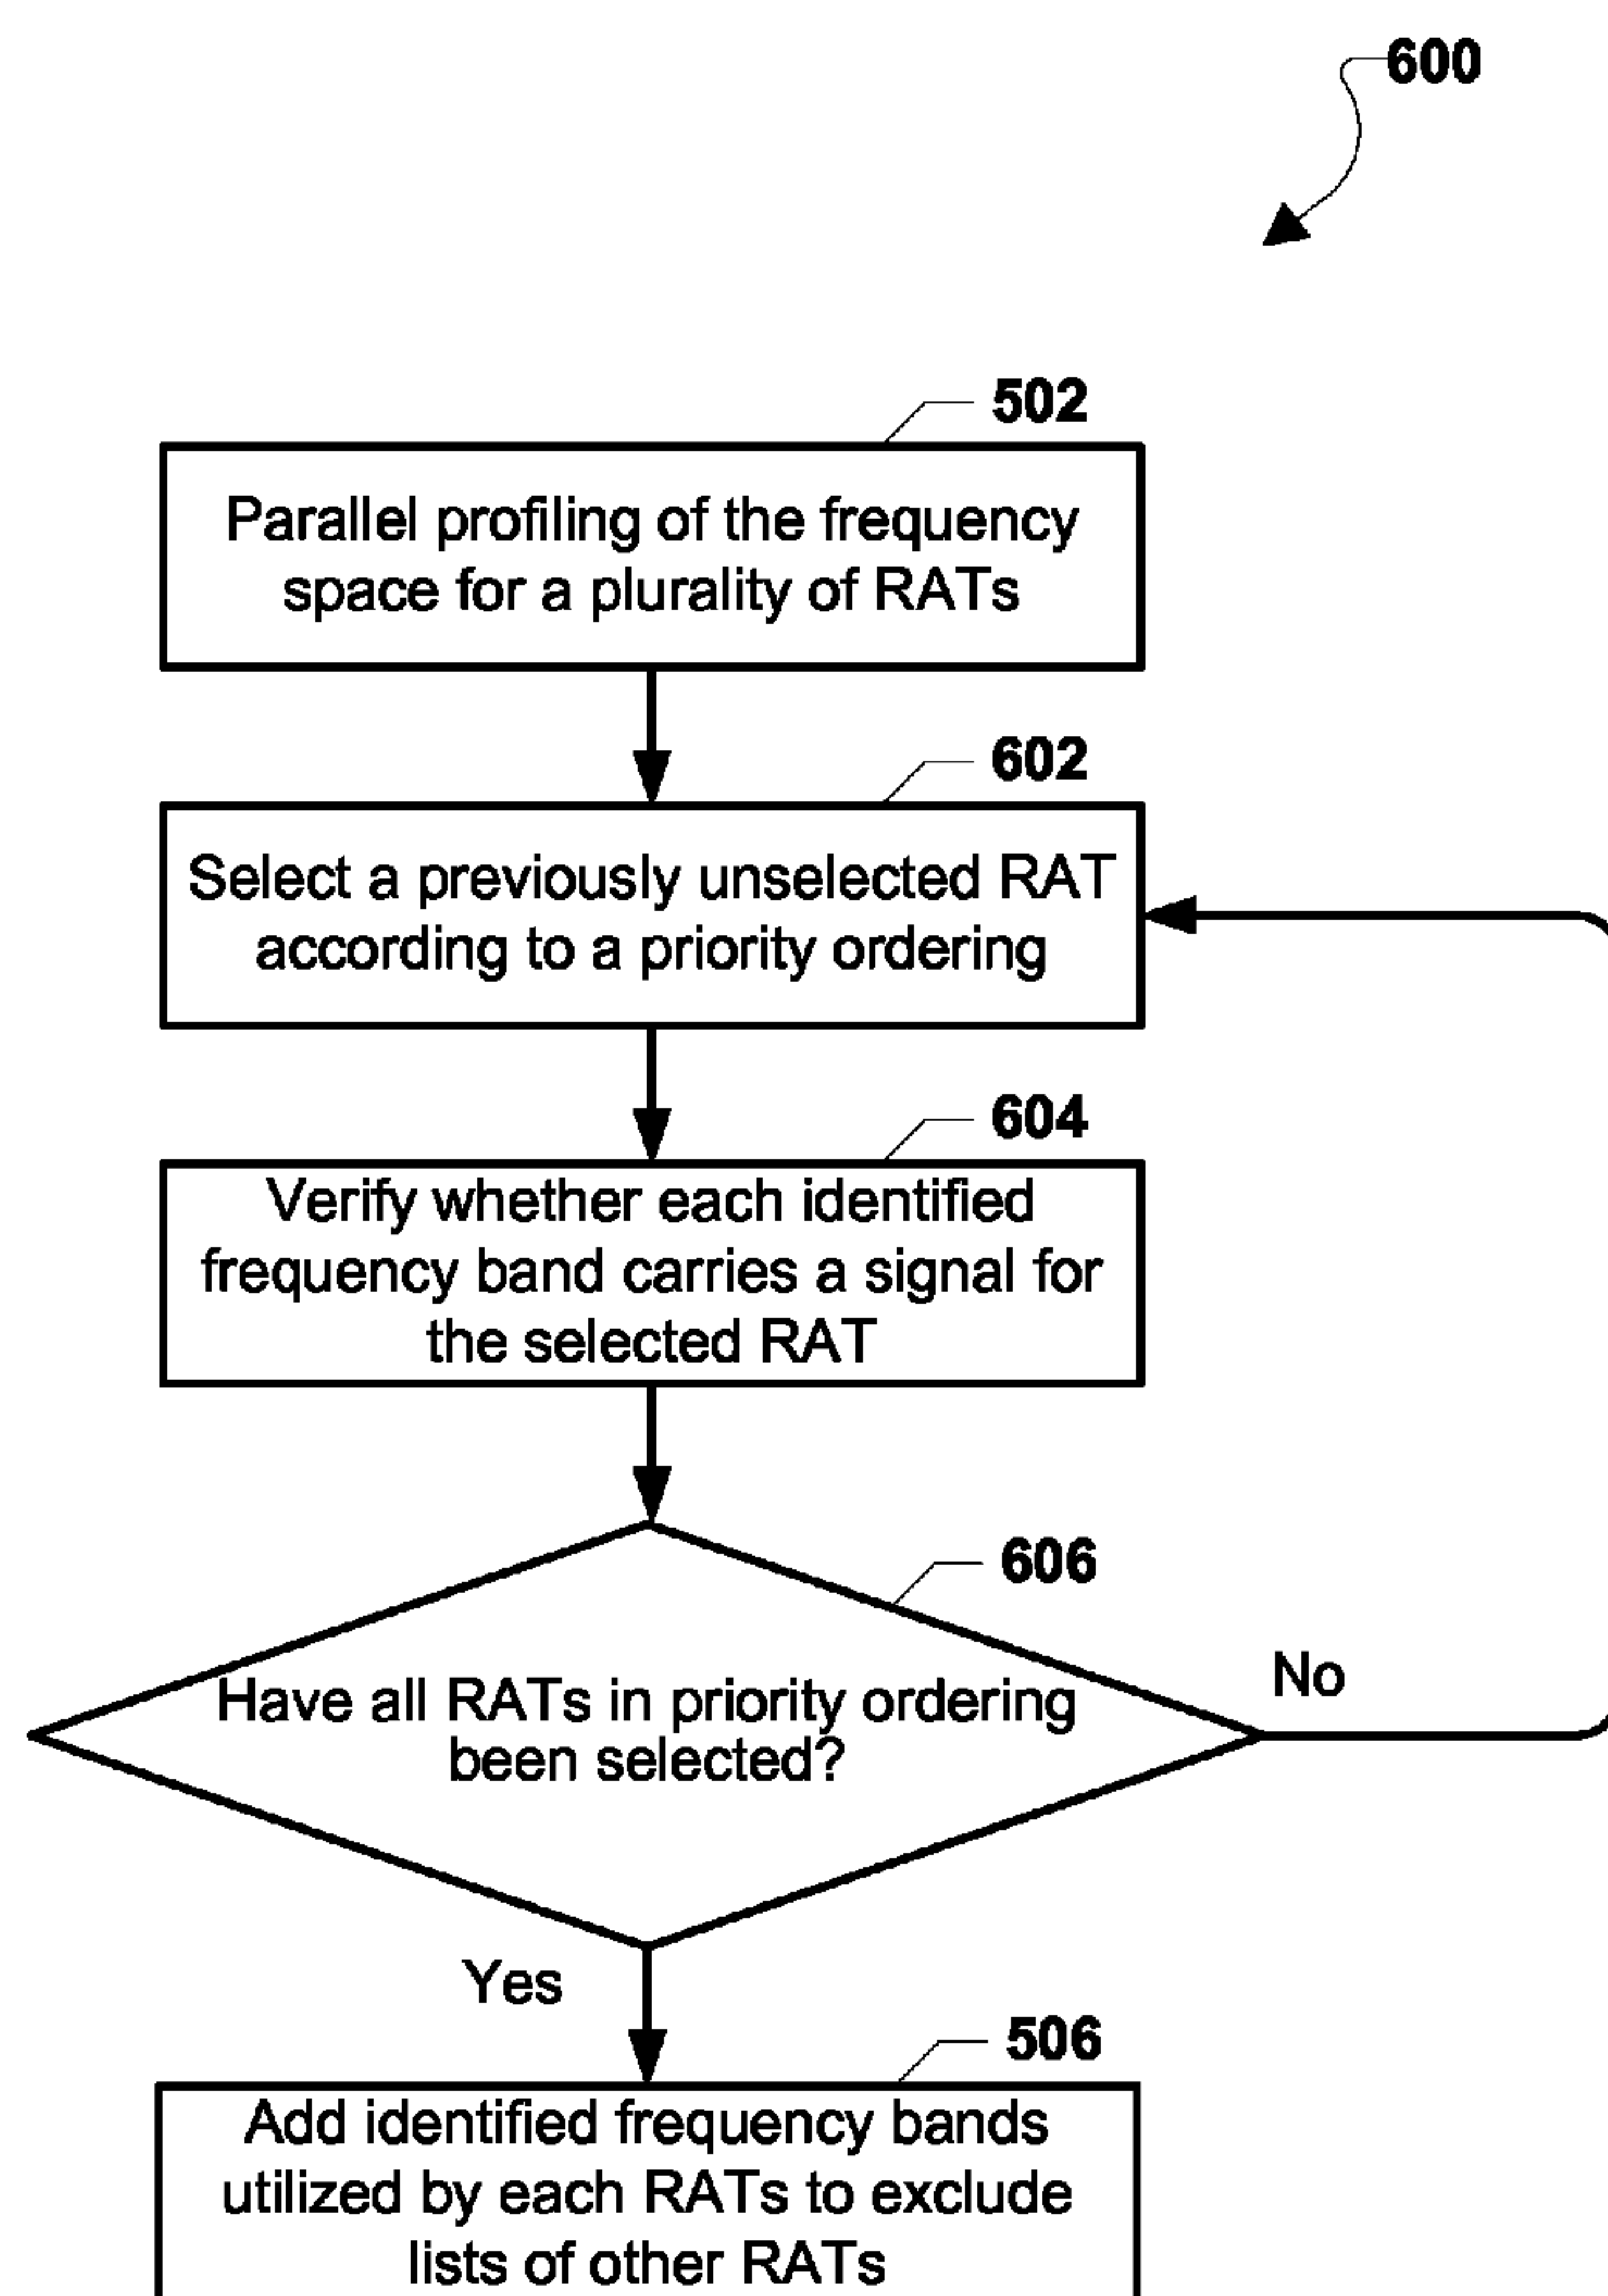 600
502
Parallel profiling of the frequency
space for a plurality of RATs
602
Select a previously unselected RAT
according to a priority ordering
604
Verify whether each identified
frequency band carries a signal for
the selected RAT
606
Have all RATs in priority ordering
been selected?
No
Yes
506
Add identified frequency bands
utilized by each RATs to exclude
lists of other RATs